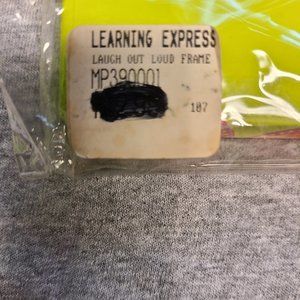 LEARNING EXPRESS
LAUGH OUT LOUD FRAME
MP390001
107